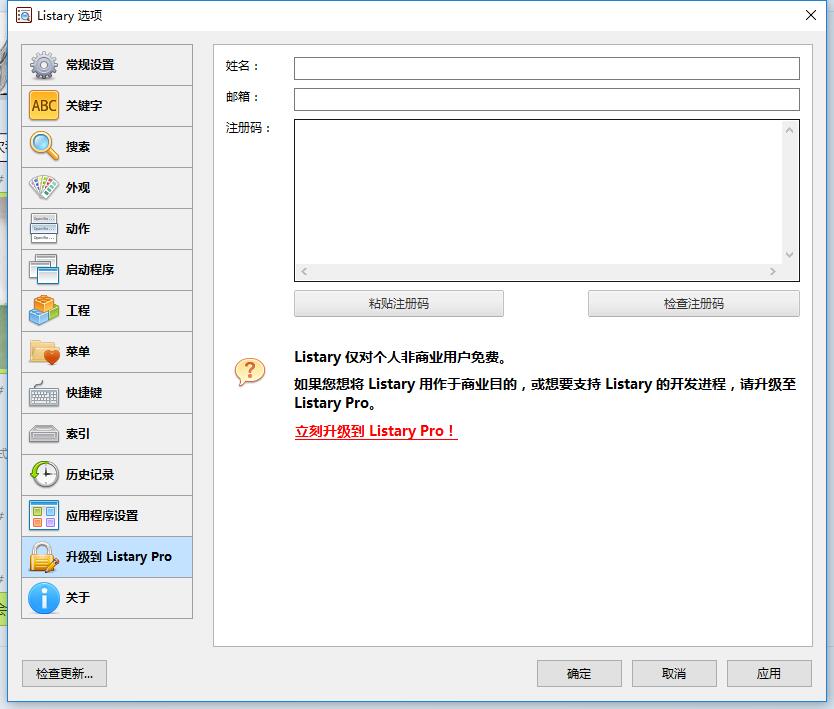 Listary 选项
常规设置
ABC
关键字
搜索
外观
动作
启动程序
工程
菜单
快捷键
索引
历史记录
应用程序设置
升级到 Listary Pro
关于
姓名：
邮箱：
注册码：
粘贴注册码
检查注册码
Listary 仅对个人非商业用户免费。
如果您想将 Listary 用作于商业目的，或想要支持 Listary 的开发进程，请升级至
Listary Pro。
立刻升级到 Listary Pro！
检查更新...
确定
取消
应用